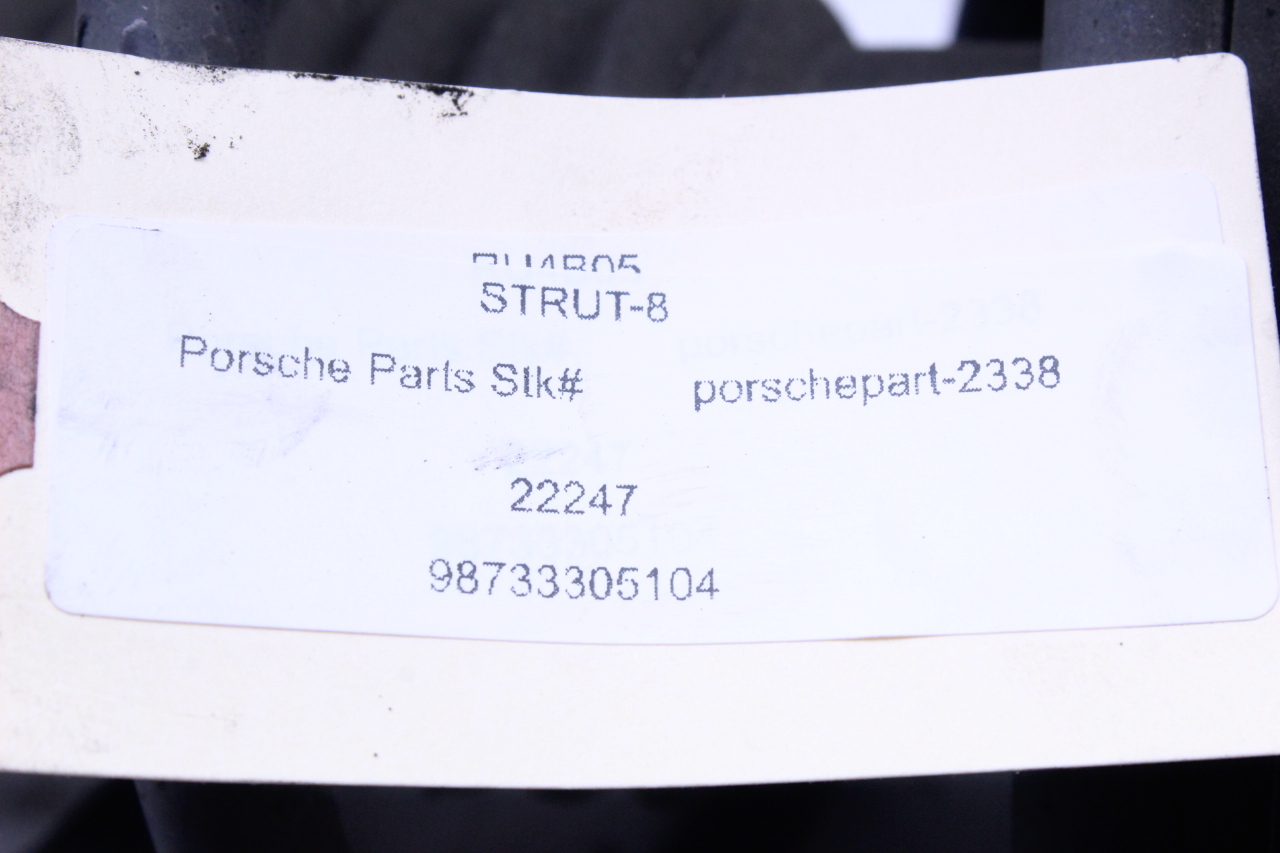 STRUT-8
Porsche Parts Stk# porschepart-2338
22247
98733305104